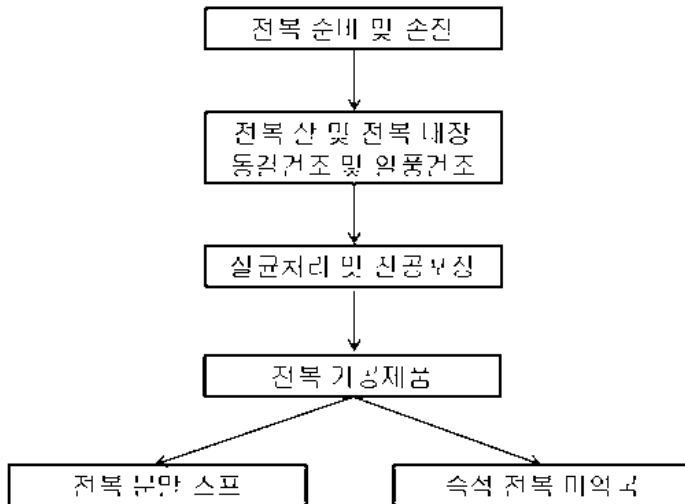 전복 준비 및 손질
전복 살 및 전복 내장
동결건조 및 열풍건조
살균처리 및 진공포장
전복 가공제품
전복 분말 스프
즉석 전복 미역국